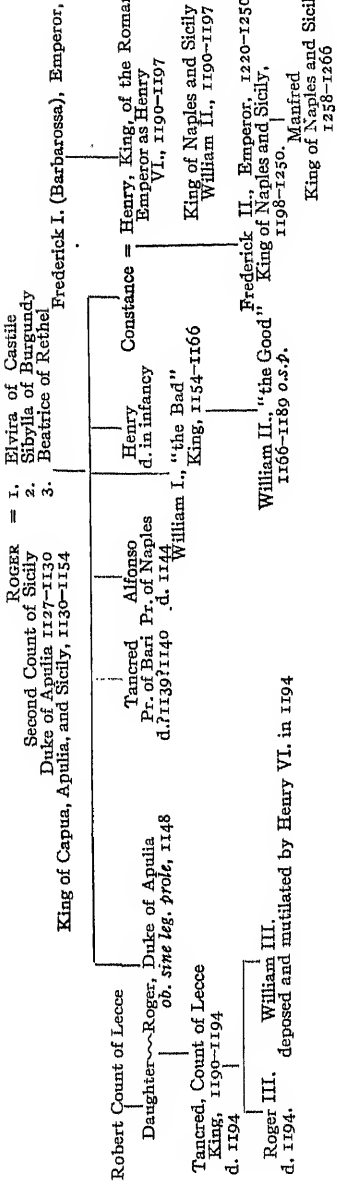 ROGER = 1. Elvira of Castile
Second Count of Sicily 2. Sibylla of Burgundy
Duke of Apulia 1127–1130 3. Beatrice of Rethel
King of Capua, Apulia, and Sicily, 1130–1154
Frederick I. (Barbarossa), Emperor,
Robert Count of Lecce
Daughter Roger, Duke of Apulia
ob. sine leg. prole, 1148
Tancred
Pr. of Bari
d.?1139?1140
Alfonso
Pr. of Naples
d. 1144
Henry
d. in infancy
William I., "the Bad"
King, 1154–1166
Constance = Henry, King, of the Roman
Emperor as Henry
VI., 1190–1197
King of Naples and Sicily
William II., 1190–1197
Tancred, Count of Lecce
King, 1190–1194
d. 1194
William II., "the Good"
1166–1189 o.s.p.
Frederick II., Emperor, 1220–1250
King of Naples and Sicily,
1198–1250.
Roger III.
d. 1194.
William III.
deposed and mutilated by Henry VI. in 1194
Manfred
King of Naples and Sicil
1258–1266